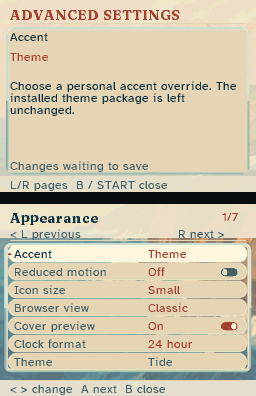 ADVANCED SETTINGS
Accent
Theme
Choose a personal accent override. The
installed theme package is left
unchanged.
Changes waiting to save
L/R pages B / START close
Appearance 1/7
< L previous R next >
Accent Theme
Reduced motion Off
Icon size Small
Browser view Classic
Cover preview On
Clock format 24 hour
Theme Tide
< > change A next B close